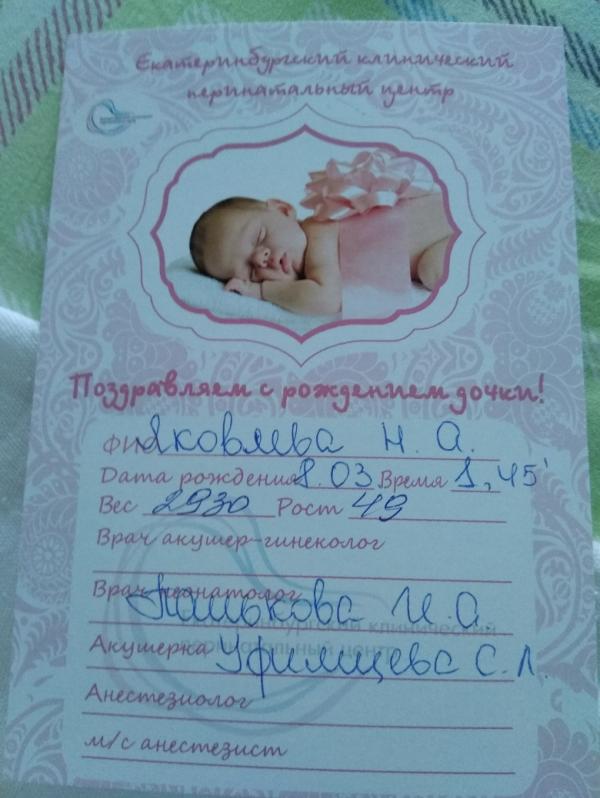 Екатеринбургский клинический
перинатальный центр
Поздравляем с рождением дочки!
ФИО Яковлева Н. А.
Дата рождения 8.03 Время 1,45'
Вес 2930 Рост 49
Врач акушер-гинеколог
Врач неонатолог И.А.
Акушерка Уфимцева С.Л.
Анестезиолог
м/с анестезист